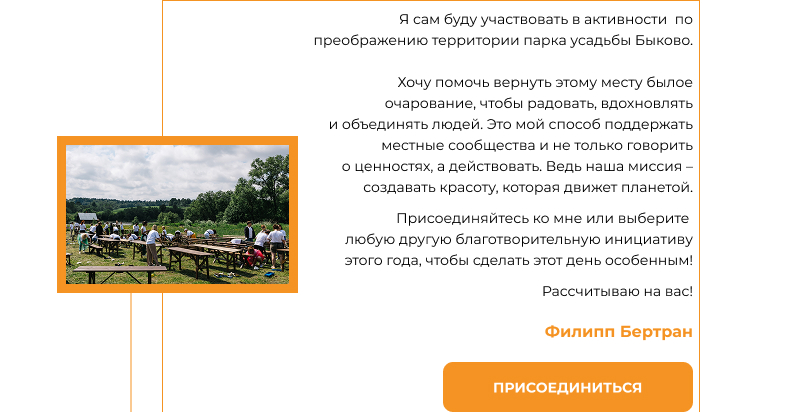 Я сам буду участвовать в активности  по
преображению территории парка усадьбы Быково.
Хочу помочь вернуть этому месту былое
очарование, чтобы радовать, вдохновлять
и объединять людей. Это мой способ поддержать
местные сообщества и не только говорить
о ценностях, а действовать. Ведь наша миссия –
создавать красоту, которая движет планетой.
Присоединяйтесь ко мне или выберите
любую другую благотворительную инициативу
этого года, чтобы сделать этот день особенным!
Рассчитываю на вас!
Филипп Бертран
ПРИСОЕДИНИТЬСЯ